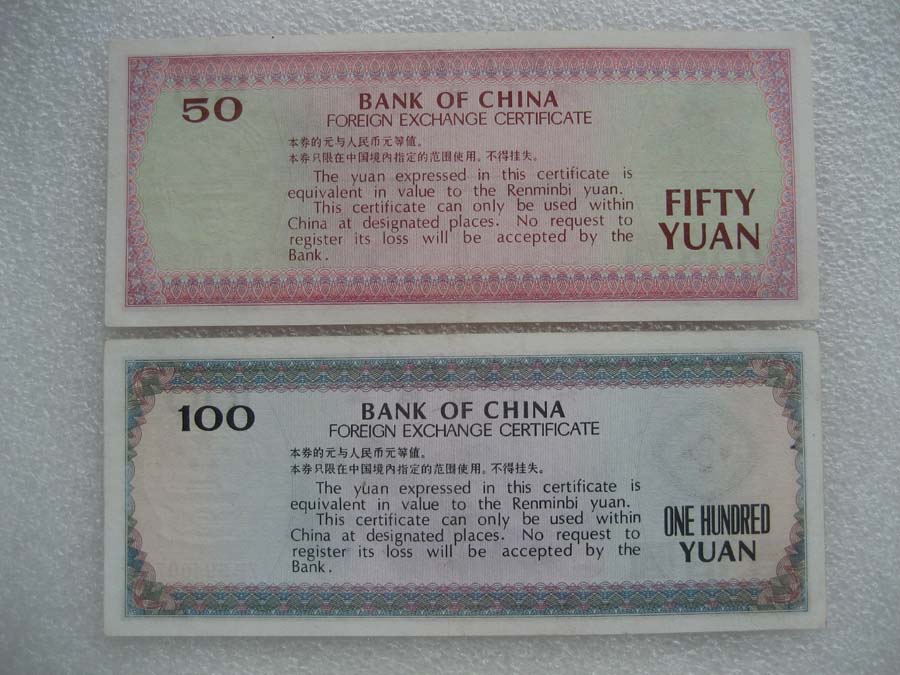 50
BANK OF CHINA
FOREIGN EXCHANGE CERTIFICATE
本券的元与人民币元等值。
本券只限在中国境内指定的范围使用。不得挂失。
The yuan expressed in this certificate is
equivalent in value to the Renminbi yuan.
This certificate can only be used within
China at designated places. No request to
register its loss will be accepted by the
Bank.
FIFTY
YUAN
100
BANK OF CHINA
FOREIGN EXCHANGE CERTIFICATE
本券的元与人民币元等值。
本券只限在中国境内指定的范围使用。不得挂失。
The yuan expressed in this certificate is
equivalent in value to the Renminbi yuan.
This certificate can only be used within
China at designated places. No request to
register its loss will be accepted by the
Bank.
ONE HUNDRED
YUAN